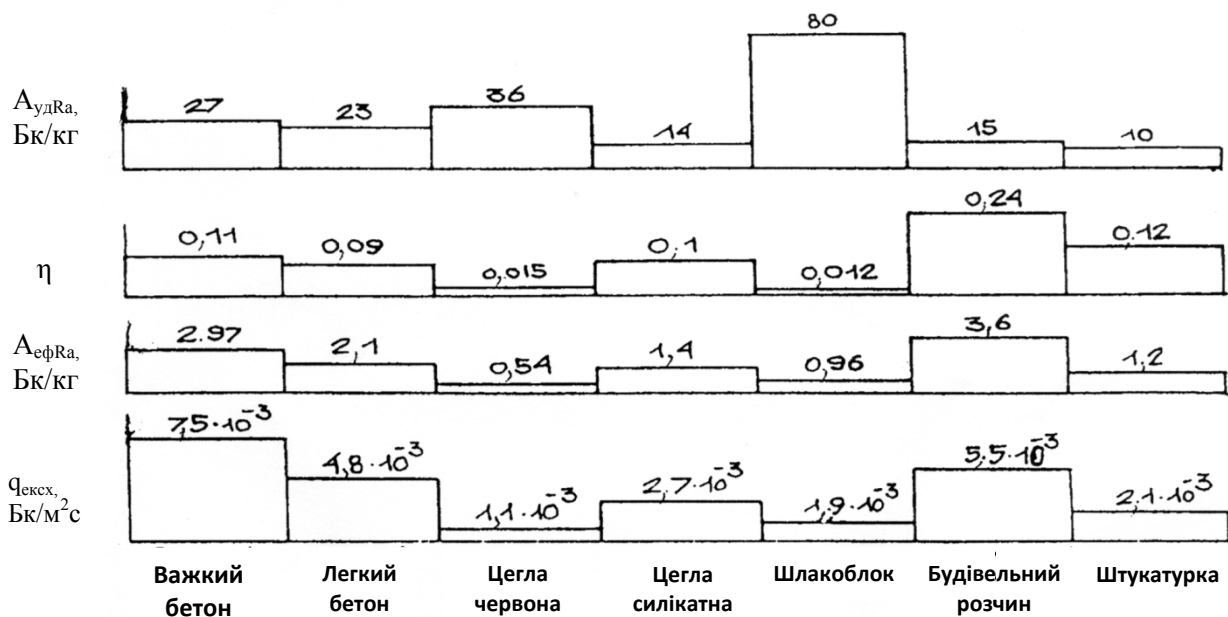 80
A_удRa,
Бк/кг
27 23 36 14 15 10
η
0,11 0,09 0,015 0,1 0,012 0,24 0.12
A_ефRa,
Бк/кг
2.97 2,1 0,54 1,4 0,96 3,6 1,2
q_ексх,
Бк/м²с
7,5·10⁻³ 4,8·10⁻³ 1,1·10⁻³ 2,7·10⁻³ 1,9·10⁻³ 5,5·10⁻³ 2,1·10⁻³
Важкий Легкий Цегла Цегла Шлакоблок Будівельний Штукатурка
бетон бетон червона силікатна розчин